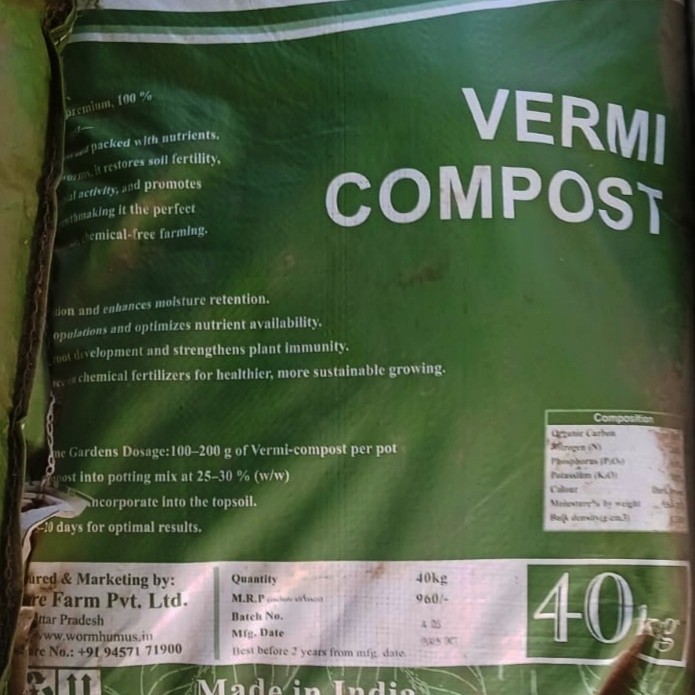 VERMI
COMPOST
premium, 100 %
packed with nutrients.
it restores soil fertility,
activity, and promotes
making it the perfect
chemical-free farming.
and enhances moisture retention.
populations and optimizes nutrient availability.
root development and strengthens plant immunity.
chemical fertilizers for healthier, more sustainable growing.
Gardens Dosage:100–200 g of Vermi-compost per pot
into potting mix at 25–30 % (w/w)
incorporate into the topsoil.
days for optimal results.
Composition
Organic Carbon
Nitrogen (N)
Phosphorus (P₂O₅)
Potassium (K₂O)
Colour
Moisture% by weight
Bulk density(g/cm3)
& Marketing by:
Farm Pvt. Ltd.
Uttar Pradesh
www.wormhumus.in
No.: +91 94571 71900
Quantity 40kg
M.R.P 960/-
Batch No.
Mfg. Date
Best before 2 years from mfg. date
40kg
Made in India